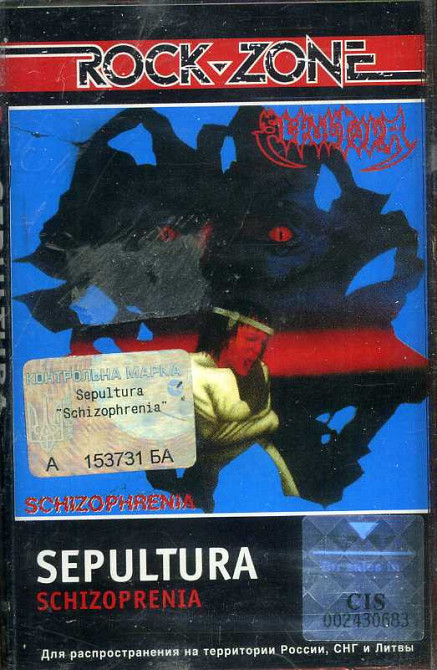 ROCK-ZONE
SEPULTURA
КОНТРОЛЬНА МАРКА
Sepultura
"Schizophrenia"
А 153731 БА
SCHIZOPHRENIA
SEPULTURA
SCHIZOPRENIA
CIS
002430683
Для распространения на территории России, СНГ и Литвы